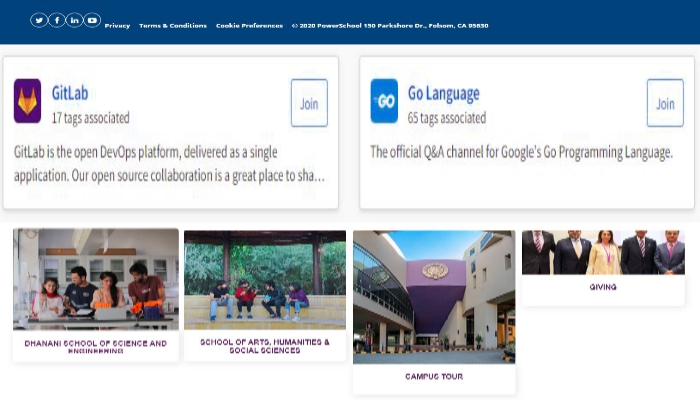 Privacy Terms & Conditions Cookie Preferences © 2020 PowerSchool 150 Parkshore Dr., Folsom, CA 95630
GitLab
17 tags associated
Join
GitLab is the open DevOps platform, delivered as a single
application. Our open source collaboration is a great place to sha...
GO
Go Language
65 tags associated
Join
The official Q&A channel for Google's Go Programming Language.
DHANANI SCHOOL OF SCIENCE AND
ENGINEERING
SCHOOL OF ARTS, HUMANITIES &
SOCIAL SCIENCES
CAMPUS TOUR
GIVING